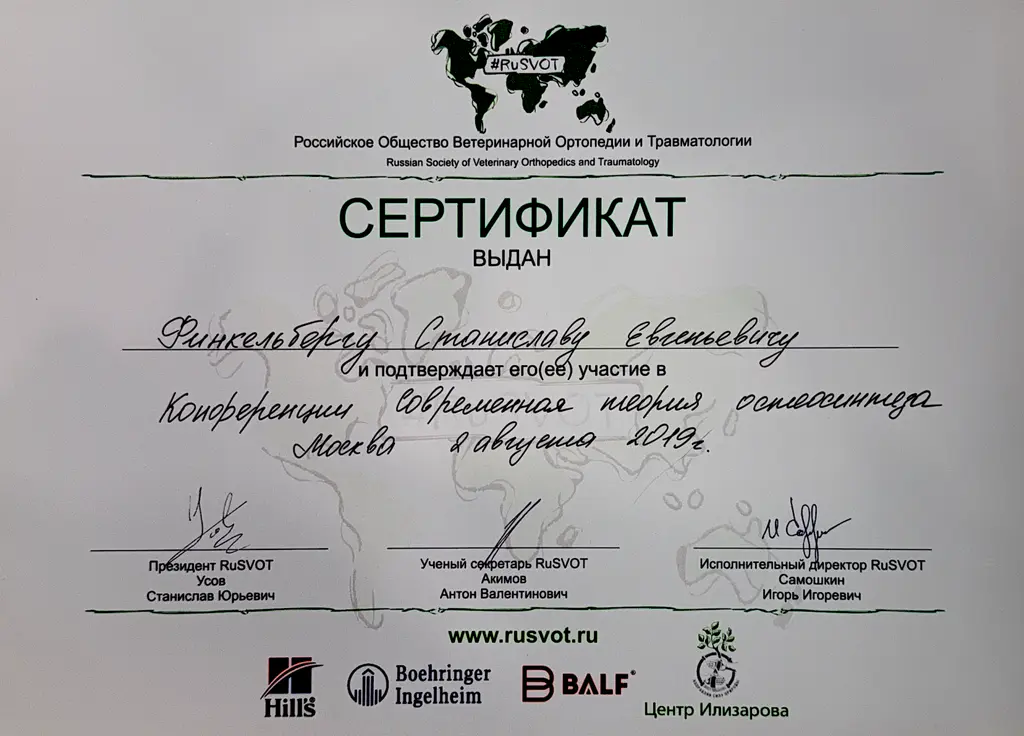 #RuSVOT
Российское Общество Ветеринарной Ортопедии и Травматологии
Russian Society of Veterinary Orthopedics and Traumatology
СЕРТИФИКАТ
ВЫДАН
Финкельбергу Станиславу Евгеньевичу
и подтверждает его(ее) участие в
Конференции Современная теория остеосинтеза
Москва 2 августа 2019г.
Президент RuSVOT
Усов
Станислав Юрьевич
Ученый секретарь RuSVOT
Акимов
Антон Валентинович
Исполнительный директор RuSVOT
Самошкин
Игорь Игоревич
www.rusvot.ru
Hill's
Boehringer
Ingelheim
BALF®
Центр Илизарова